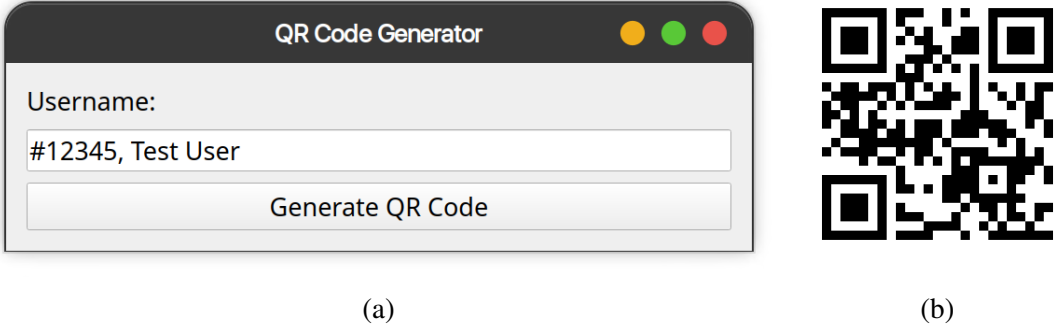 QR Code Generator
Username:
#12345, Test User
Generate QR Code
(a)
(b)